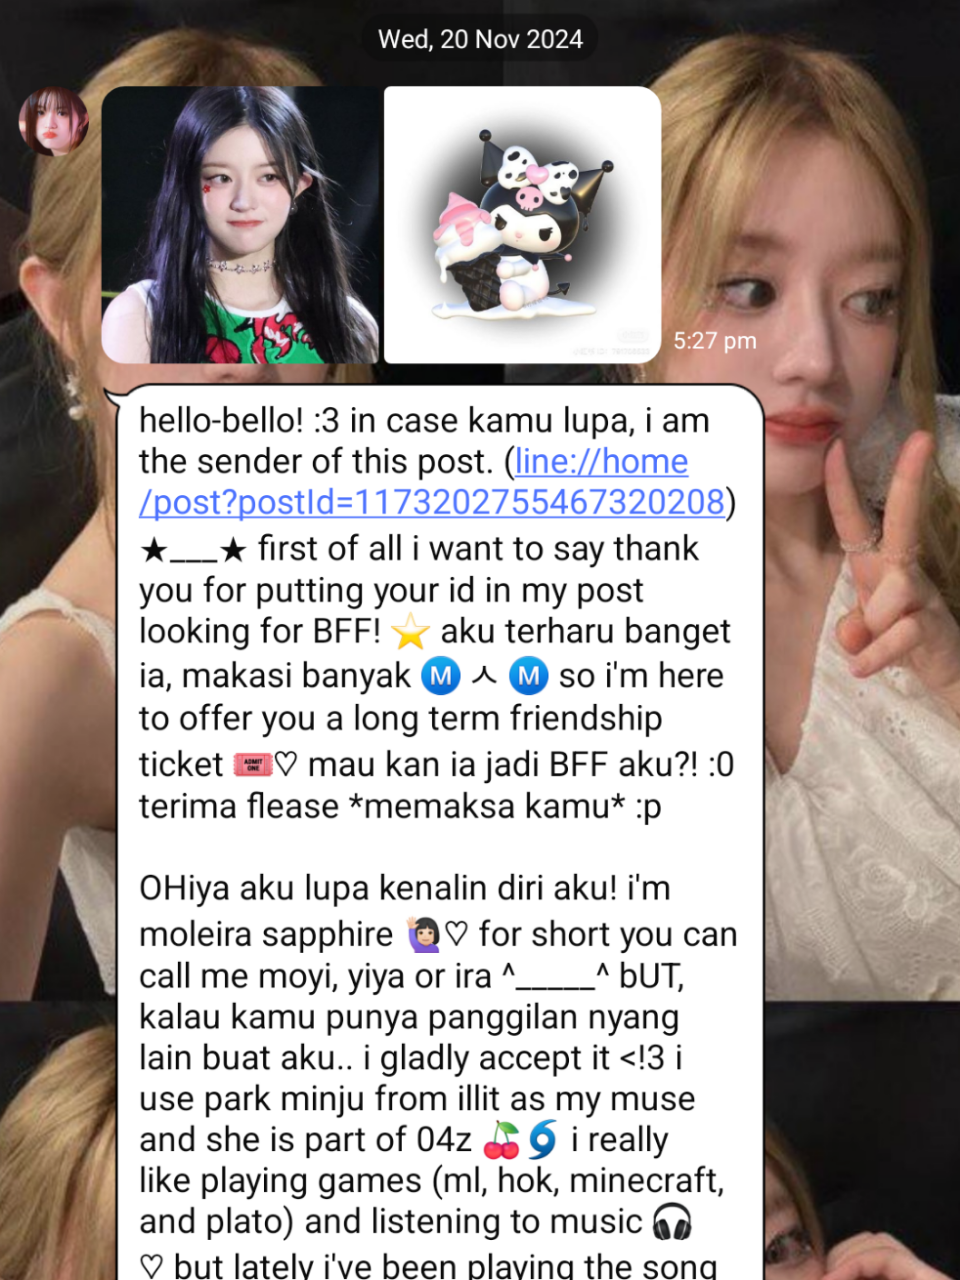 Wed, 20 Nov 2024
5:27 pm
hello-bello! :3 in case kamu lupa, i am
the sender of this post. (line://home
/post?postId=1173202755467320208)
★___★ first of all i want to say thank
you for putting your id in my post
looking for BFF! ⭐ aku terharu banget
ia, makasi banyak Ⓜ️ ㅅ Ⓜ️ so i'm here
to offer you a long term friendship
ticket 🎟️♡ mau kan ia jadi BFF aku?! :0
terima flease *memaksa kamu* :p
OHiya aku lupa kenalin diri aku! i'm
moleira sapphire 🙋🏻‍♀️♡ for short you can
call me moyi, yiya or ira ^_____^ bUT,
kalau kamu punya panggilan nyang
lain buat aku.. i gladly accept it <!3 i
use park minju from illit as my muse
and she is part of 04z 🍒🌀 i really
like playing games (ml, hok, minecraft,
and plato) and listening to music 🎧
♡ but lately i've been playing the song